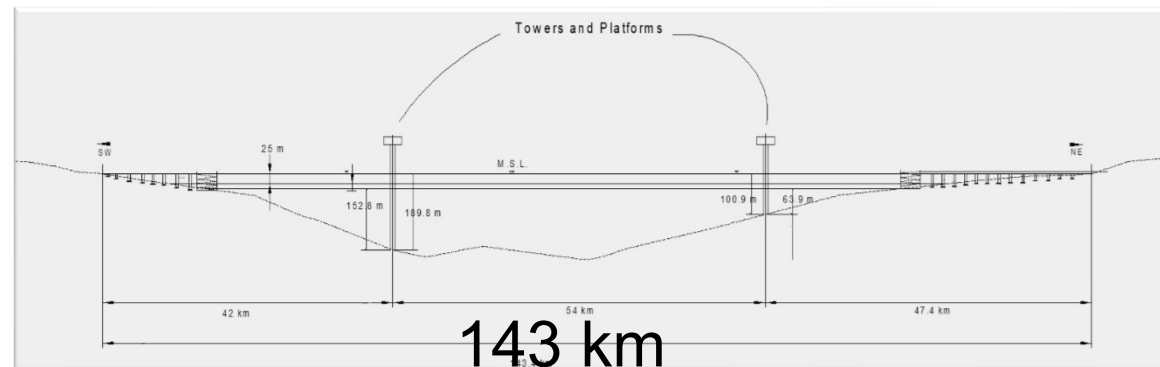 Towers and Platforms
SW
25 m
M.S.L.
NE
152.8 m
189.8 m
100.9 m
63.9 m
42 km
54 km
47.4 km
143 km